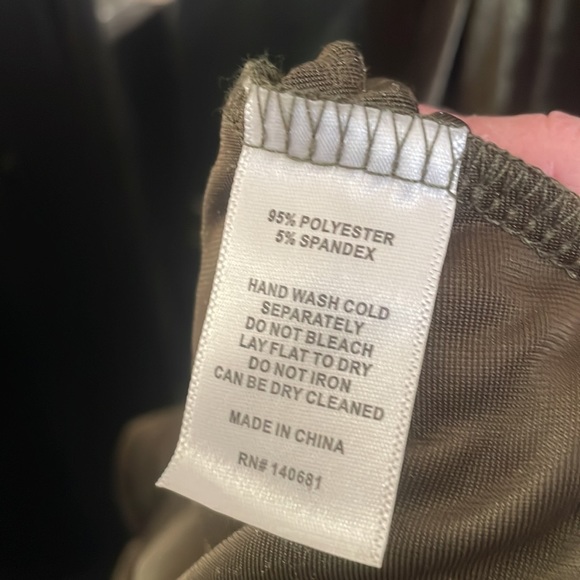 95% POLYESTER
5% SPANDEX
HAND WASH COLD
SEPARATELY
DO NOT BLEACH
LAY FLAT TO DRY
DO NOT IRON
CAN BE DRY CLEANED
MADE IN CHINA
RN# 140681